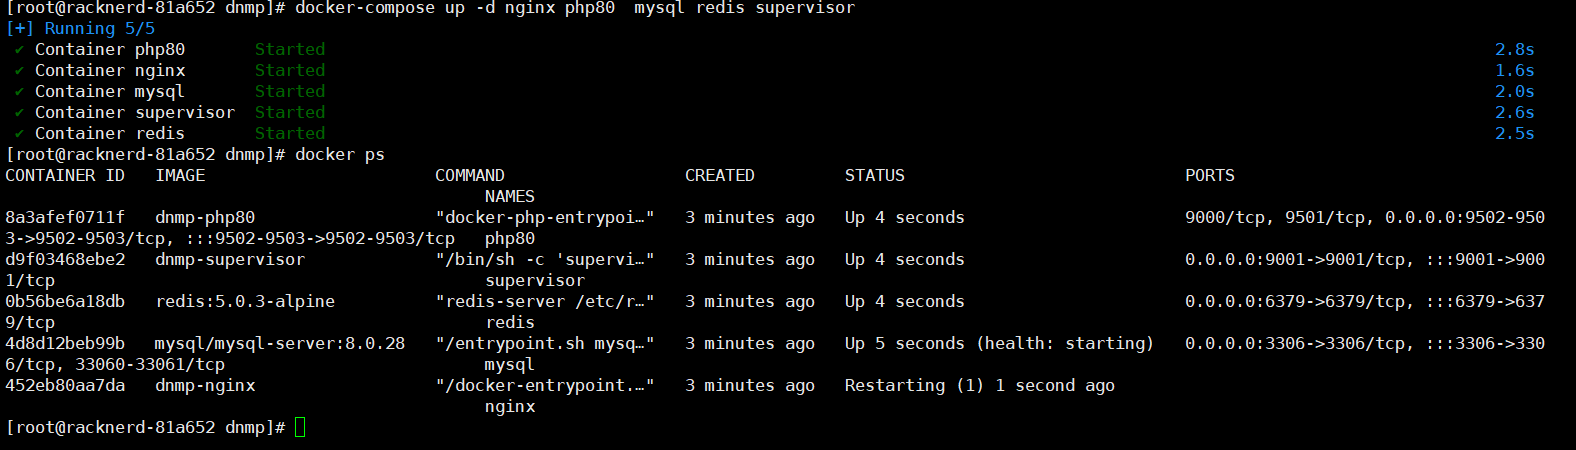 [root@racknerd-81a652 dnmp]# docker-compose up -d nginx php80  mysql redis supervisor
[+] Running 5/5
 ✔ Container php80       Started                                                                                                                     2.8s
 ✔ Container nginx       Started                                                                                                                     1.6s
 ✔ Container mysql       Started                                                                                                                     2.0s
 ✔ Container supervisor  Started                                                                                                                     2.6s
 ✔ Container redis       Started                                                                                                                     2.5s
[root@racknerd-81a652 dnmp]# docker ps
CONTAINER ID   IMAGE                       COMMAND                  CREATED         STATUS                            PORTS
                                                NAMES
8a3afef0711f   dnmp-php80                  "docker-php-entrypoi…"   3 minutes ago   Up 4 seconds                      9000/tcp, 9501/tcp, 0.0.0.0:9502-950
3->9502-9503/tcp, :::9502-9503->9502-9503/tcp   php80
d9f03468ebe2   dnmp-supervisor             "/bin/sh -c 'supervi…"   3 minutes ago   Up 4 seconds                      0.0.0.0:9001->9001/tcp, :::9001->900
1/tcp                                           supervisor
0b56be6a18db   redis:5.0.3-alpine          "redis-server /etc/r…"   3 minutes ago   Up 4 seconds                      0.0.0.0:6379->6379/tcp, :::6379->637
9/tcp                                           redis
4d8d12beb99b   mysql/mysql-server:8.0.28   "/entrypoint.sh mysq…"   3 minutes ago   Up 5 seconds (health: starting)   0.0.0.0:3306->3306/tcp, :::3306->330
6/tcp, 33060-33061/tcp                          mysql
452eb80aa7da   dnmp-nginx                  "/docker-entrypoint.…"   3 minutes ago   Restarting (1) 1 second ago
                                                nginx
[root@racknerd-81a652 dnmp]#